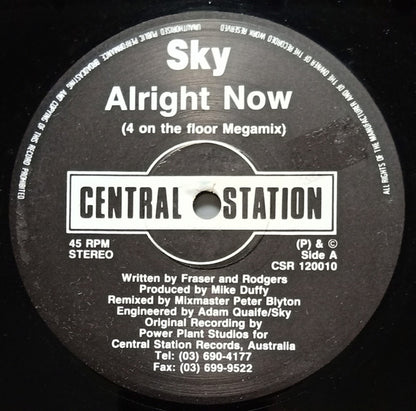 UNAUTHORISED PUBLIC PERFORMANCE, BROADCASTING AND COPYING OF THIS RECORD PROHIBITED
ALL RIGHTS OF THE MANUFACTURER AND OF THE OWNER OF THE RECORDED WORK RESERVED
Sky
Alright Now
(4 on the floor Megamix)
CENTRAL STATION
45 RPM
STEREO
(P) & ©
Side A
CSR 120010
Written by Fraser and Rodgers
Produced by Mike Duffy
Remixed by Mixmaster Peter Blyton
Engineered by Adam Qualfe/Sky
Original Recording by
Power Plant Studios for
Central Station Records, Australia
Tel: (03) 690-4177
Fax: (03) 699-9522